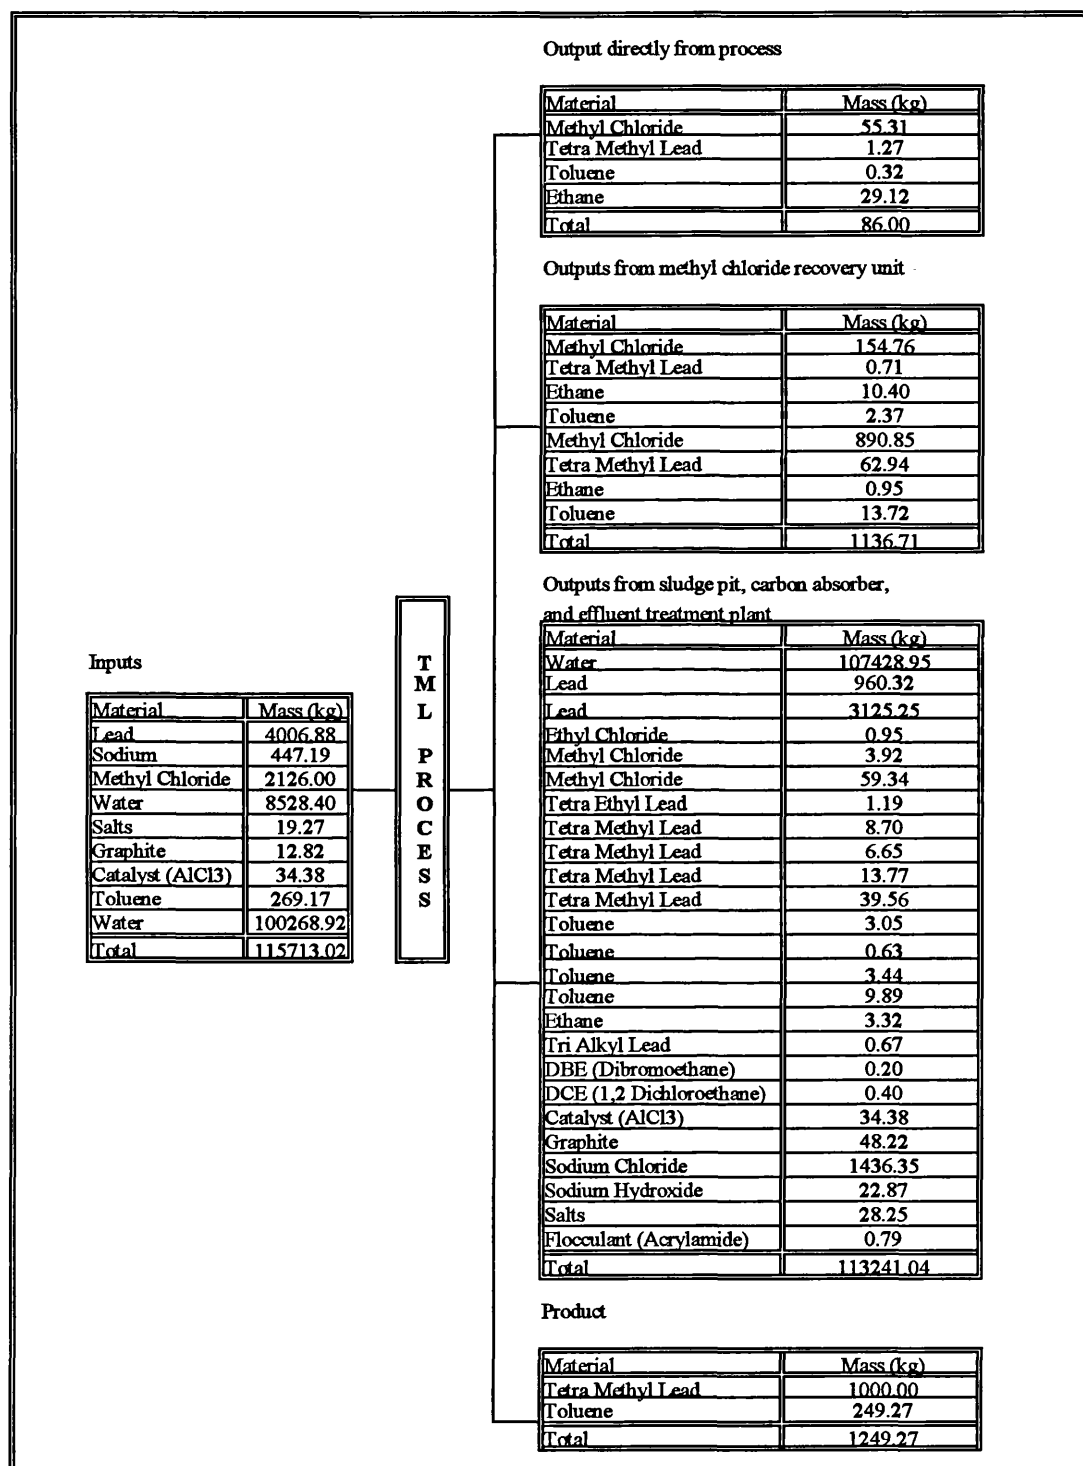 Output directly from process
Material Mass (kg)
Methyl Chloride 55.31
Tetra Methyl Lead 1.27
Toluene 0.32
Ethane 29.12
Total 86.00
Outputs from methyl chloride recovery unit
Material Mass (kg)
Methyl Chloride 154.76
Tetra Methyl Lead 0.71
Ethane 10.40
Toluene 2.37
Methyl Chloride 890.85
Tetra Methyl Lead 62.94
Ethane 0.95
Toluene 13.72
Total 1136.71
Outputs from sludge pit, carbon absorber,
and effluent treatment plant
Material Mass (kg)
Water 107428.95
Lead 960.32
Lead 3125.25
Ethyl Chloride 0.95
Methyl Chloride 3.92
Methyl Chloride 59.34
Tetra Ethyl Lead 1.19
Tetra Methyl Lead 8.70
Tetra Methyl Lead 6.65
Tetra Methyl Lead 13.77
Tetra Methyl Lead 39.56
Toluene 3.05
Toluene 0.63
Toluene 3.44
Toluene 9.89
Ethane 3.32
Tri Alkyl Lead 0.67
DBE (Dibromoethane) 0.20
DCE (1,2 Dichloroethane) 0.40
Catalyst (AlCl3) 34.38
Graphite 48.22
Sodium Chloride 1436.35
Sodium Hydroxide 22.87
Salts 28.25
Flocculant (Acrylamide) 0.79
Total 113241.04
Inputs
Material Mass (kg)
Lead 4006.88
Sodium 447.19
Methyl Chloride 2126.00
Water 8528.40
Salts 19.27
Graphite 12.82
Catalyst (AlCl3) 34.38
Toluene 269.17
Water 100268.92
Total 115713.02
TML PROCESS
Product
Material Mass (kg)
Tetra Methyl Lead 1000.00
Toluene 249.27
Total 1249.27